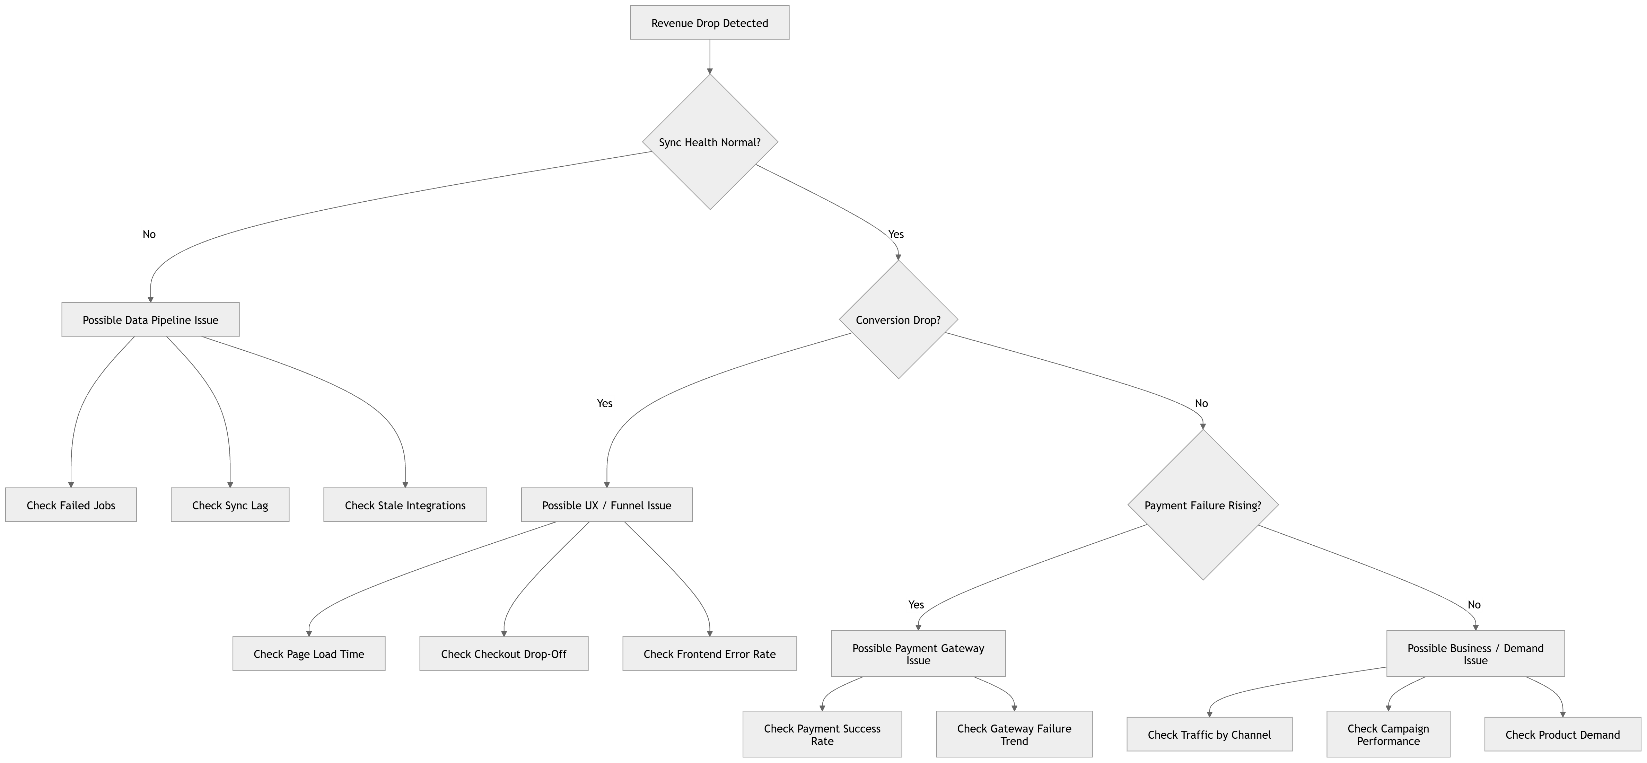 Revenue Drop Detected
Sync Health Normal?
No
Yes
Possible Data Pipeline Issue
Conversion Drop?
Yes
No
Check Failed Jobs
Check Sync Lag
Check Stale Integrations
Possible UX / Funnel Issue
Payment Failure Rising?
Yes
No
Check Page Load Time
Check Checkout Drop-Off
Check Frontend Error Rate
Possible Payment Gateway
Issue
Possible Business / Demand
Issue
Check Payment Success
Rate
Check Gateway Failure
Trend
Check Traffic by Channel
Check Campaign
Performance
Check Product Demand